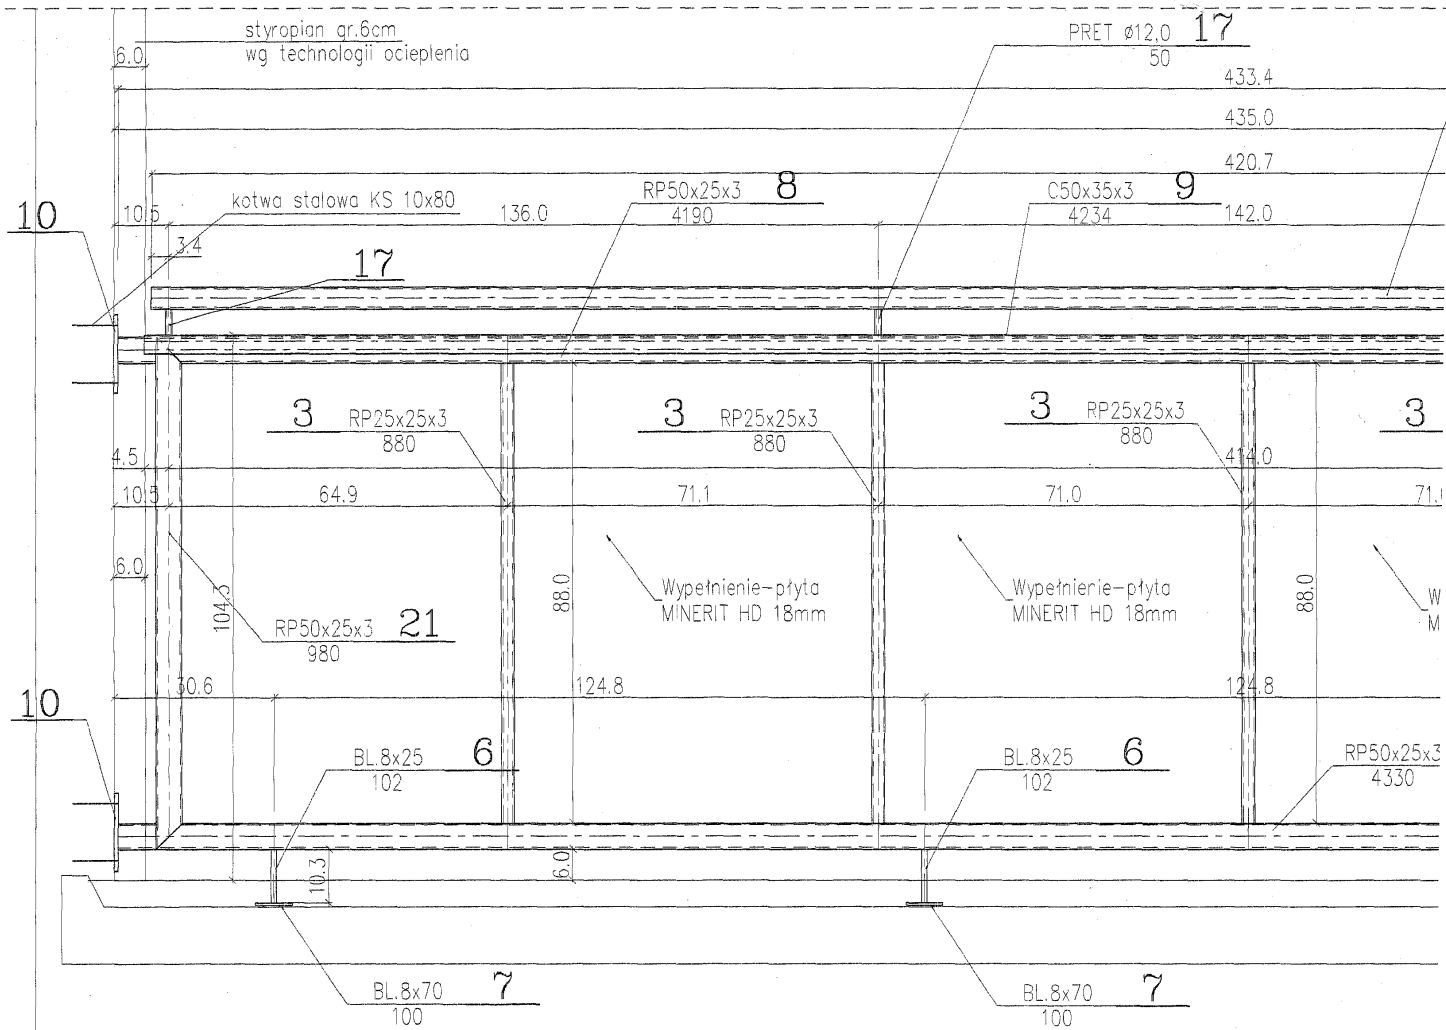 styropian gr.6cm
wg technologii ocieplenia
6.0
PRET ø12,0 17
50
433.4
435.0
420.7
kotwa stalowa KS 10x80
RP50x25x3 8
4190
C50x35x3 9
4234
10
10.5
136.0
142.0
3.4
17
3 RP25x25x3
880
3 RP25x25x3
880
3 RP25x25x3
880
3
4.5
414.0
10.5
64.9
71.1
71.0
6.0
104.3
88.0
88.0
Wypełnienie-płyta
MINERIT HD 18mm
Wypełnienie-płyta
MINERIT HD 18mm
W
M
RP50x25x3 21
980
30.6
124.8
124.8
10
BL.8x25 6
102
BL.8x25 6
102
RP50x25x3
4330
10.3
6.0
BL.8x70 7
100
BL.8x70 7
100